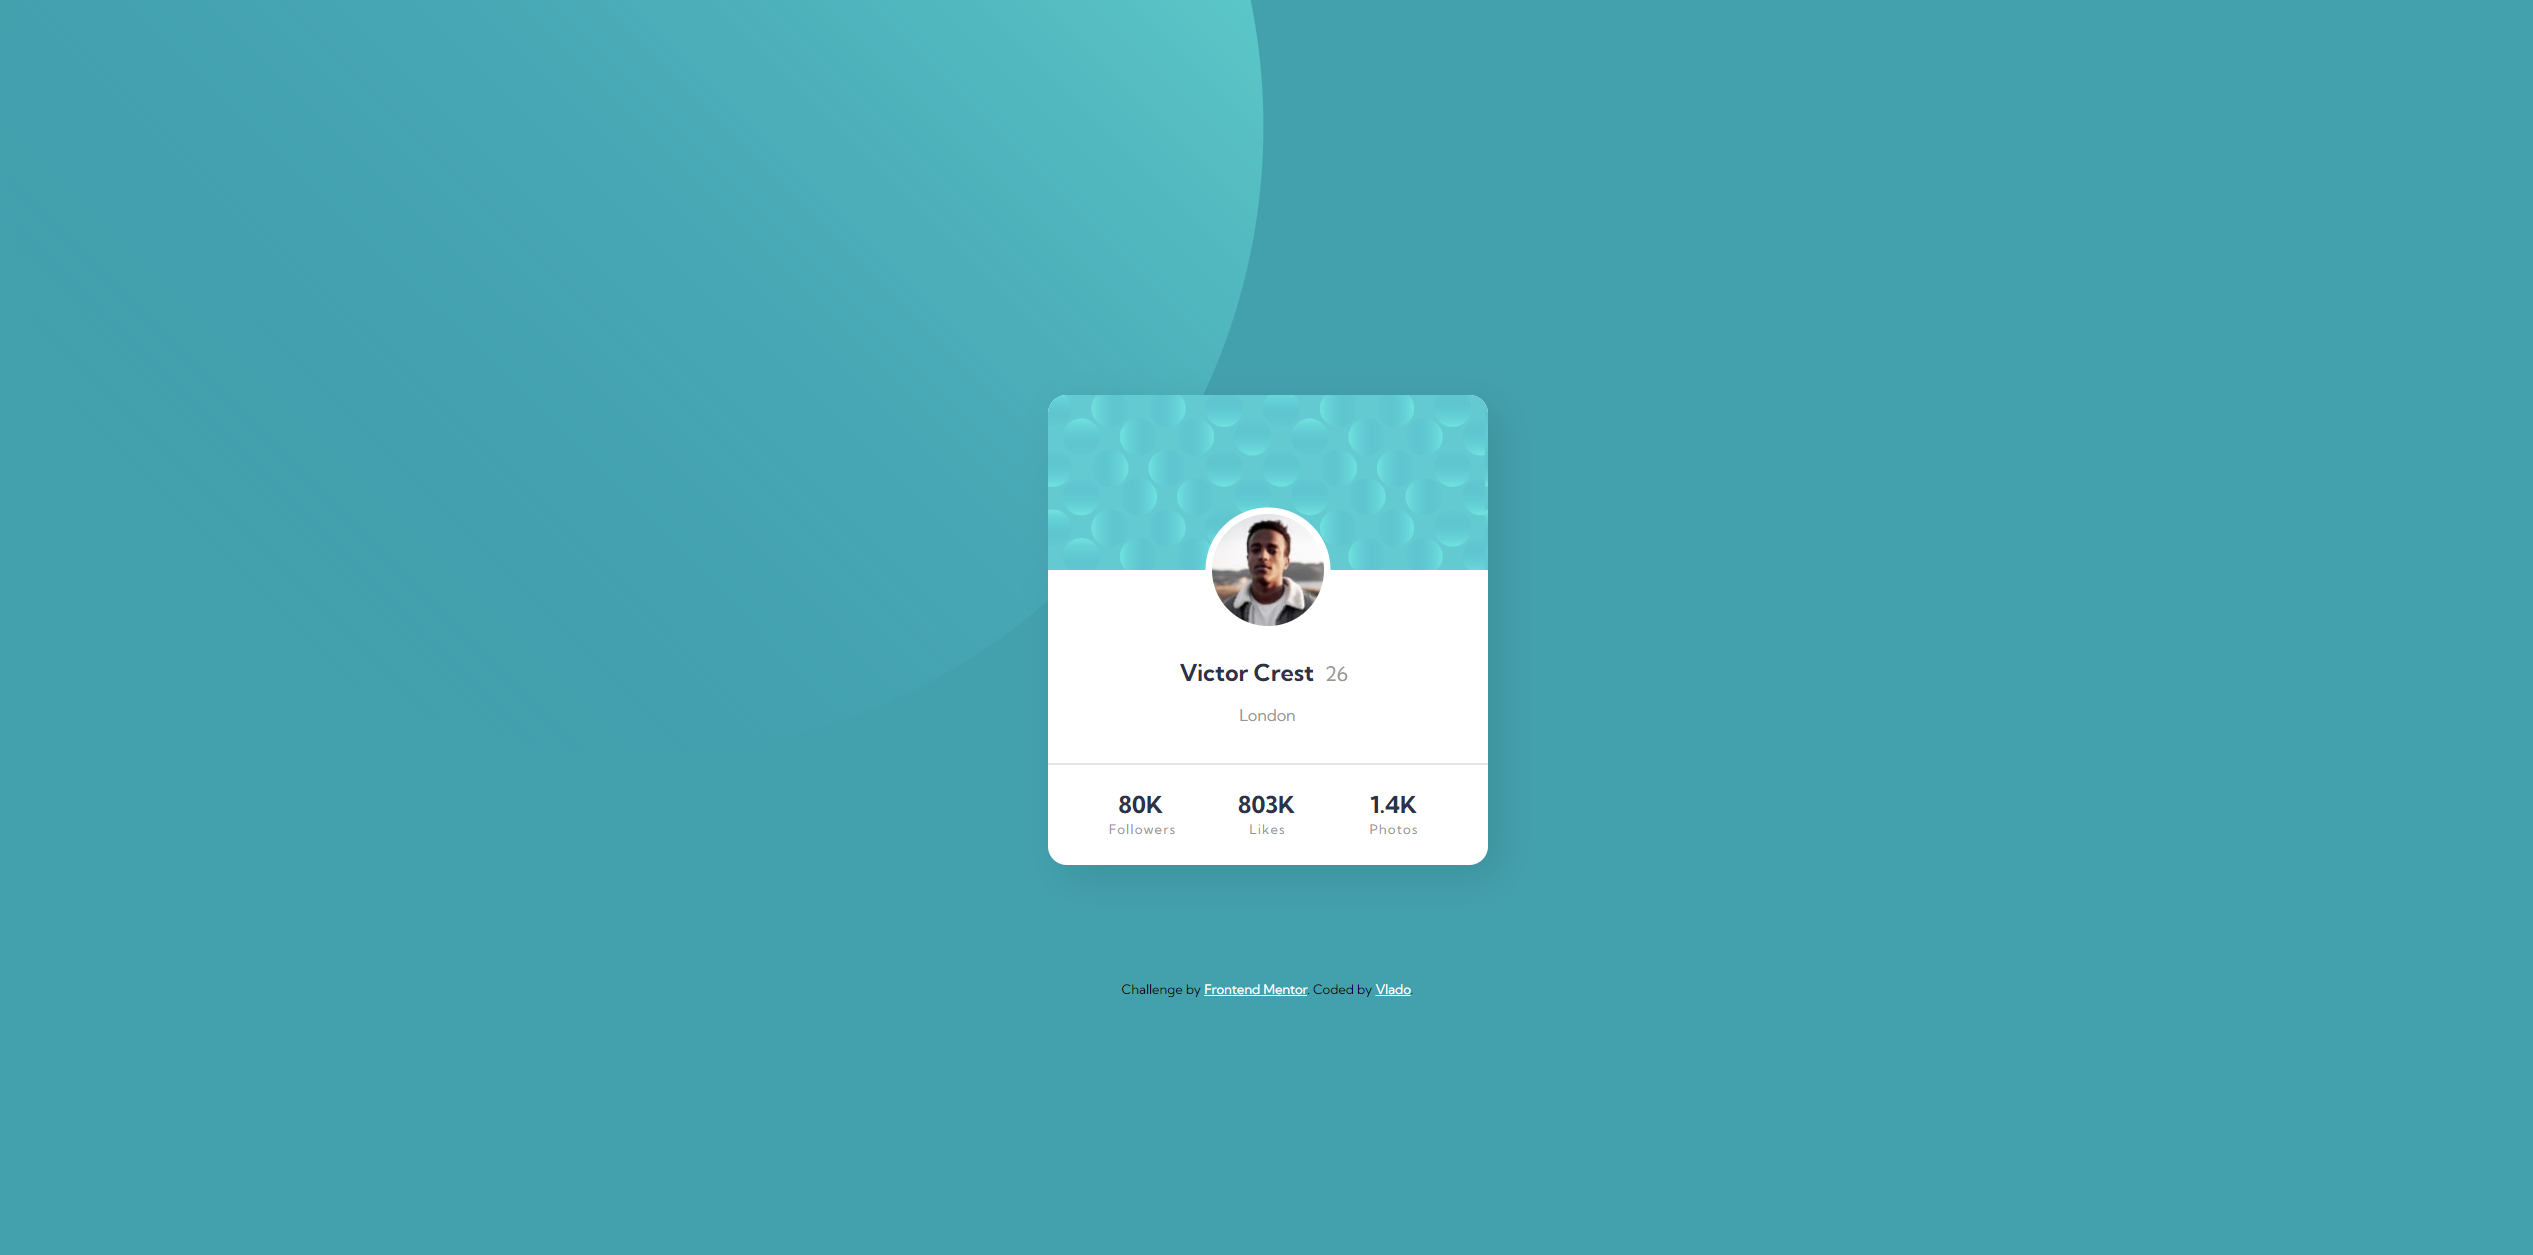 Victor Crest 26
London
80K 803K 1.4K
Followers Likes Photos
Challenge by Frontend Mentor. Coded by Vlado